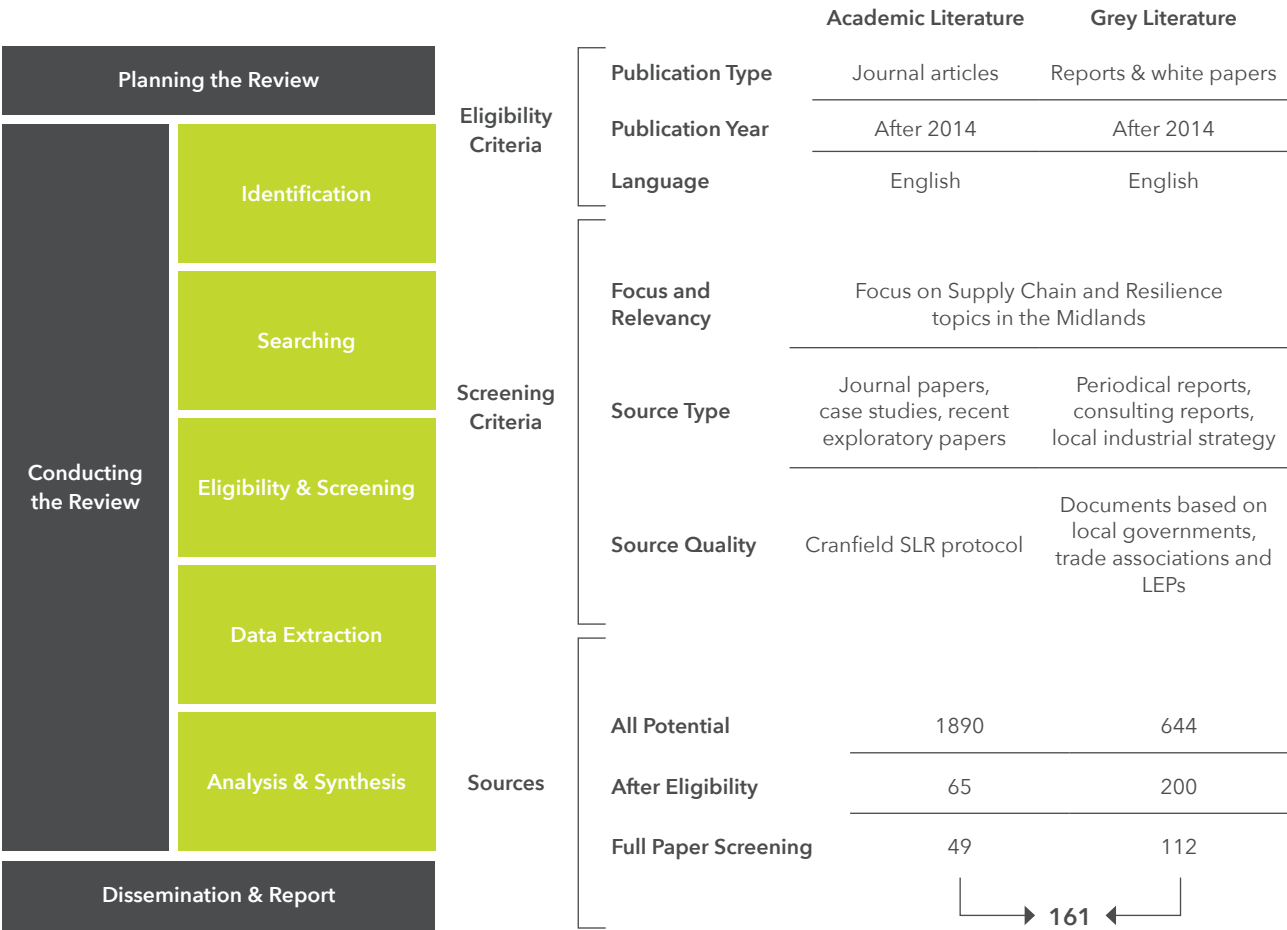 Planning the Review
Conducting
the Review
Identification
Searching
Eligibility & Screening
Data Extraction
Analysis & Synthesis
Dissemination & Report
Academic Literature
Grey Literature
Eligibility
Criteria
Publication Type
Journal articles
Reports & white papers
Publication Year
After 2014
After 2014
Language
English
English
Screening
Criteria
Focus and
Relevancy
Focus on Supply Chain and Resilience
topics in the Midlands
Source Type
Journal papers,
case studies, recent
exploratory papers
Periodical reports,
consulting reports,
local industrial strategy
Source Quality
Cranfield SLR protocol
Documents based on
local governments,
trade associations and
LEPs
Sources
All Potential
1890
644
After Eligibility
65
200
Full Paper Screening
49
112
161